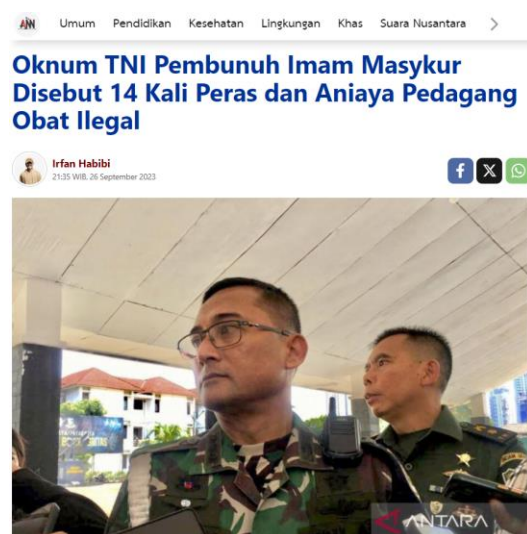 ANN Umum Pendidikan Kesehatan Lingkungan Khas Suara Nusantara
Oknum TNI Pembunuh Imam Masykur
Disebut 14 Kali Peras dan Aniaya Pedagang
Obat Ilegal
Irfan Habibi
21:35 WIB, 26 September 2023
ANTARA